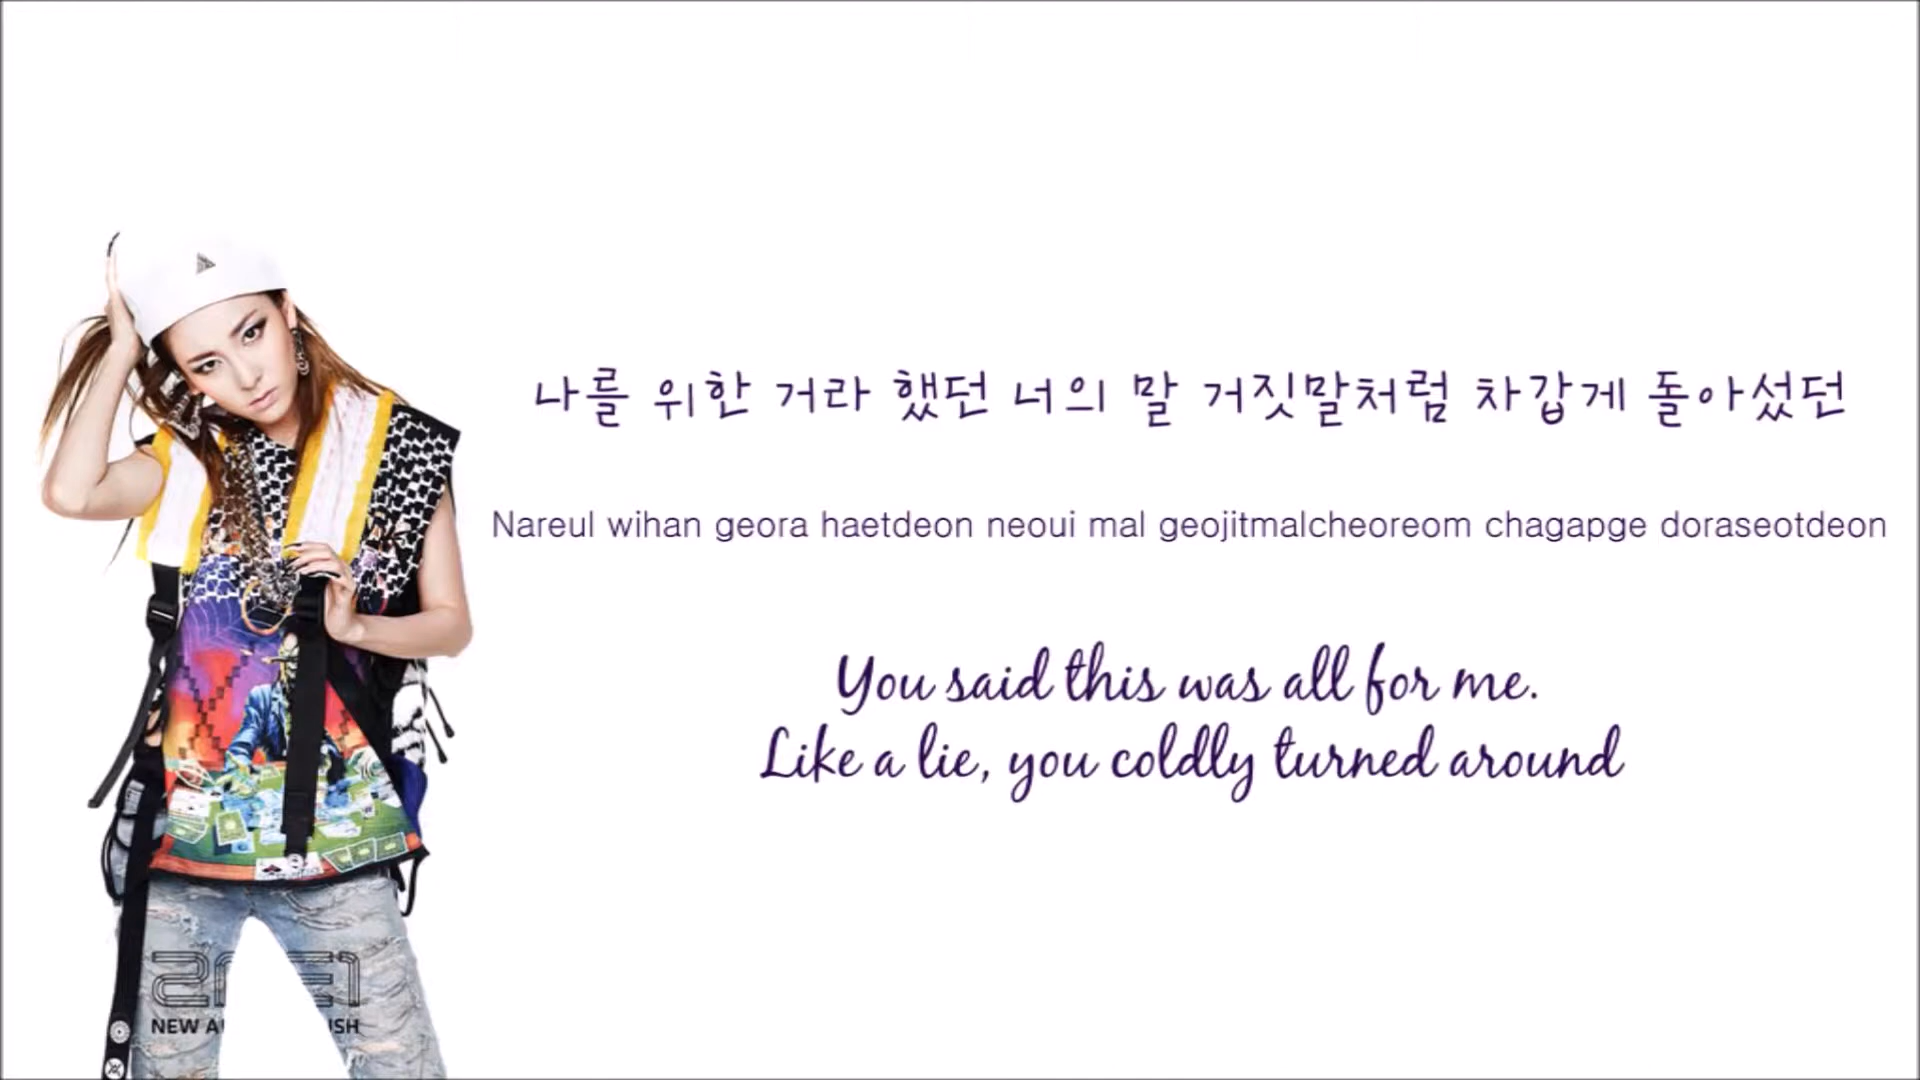 나를 위한 거라 했던 너의 말 거짓말처럼 차갑게 돌아섰던
Nareul wihan geora haetdeon neoui mal geojitmalcheoreom chagapge doraseotdeon
You said this was all for me.
Like a lie, you coldly turned around
2NE1
NEW